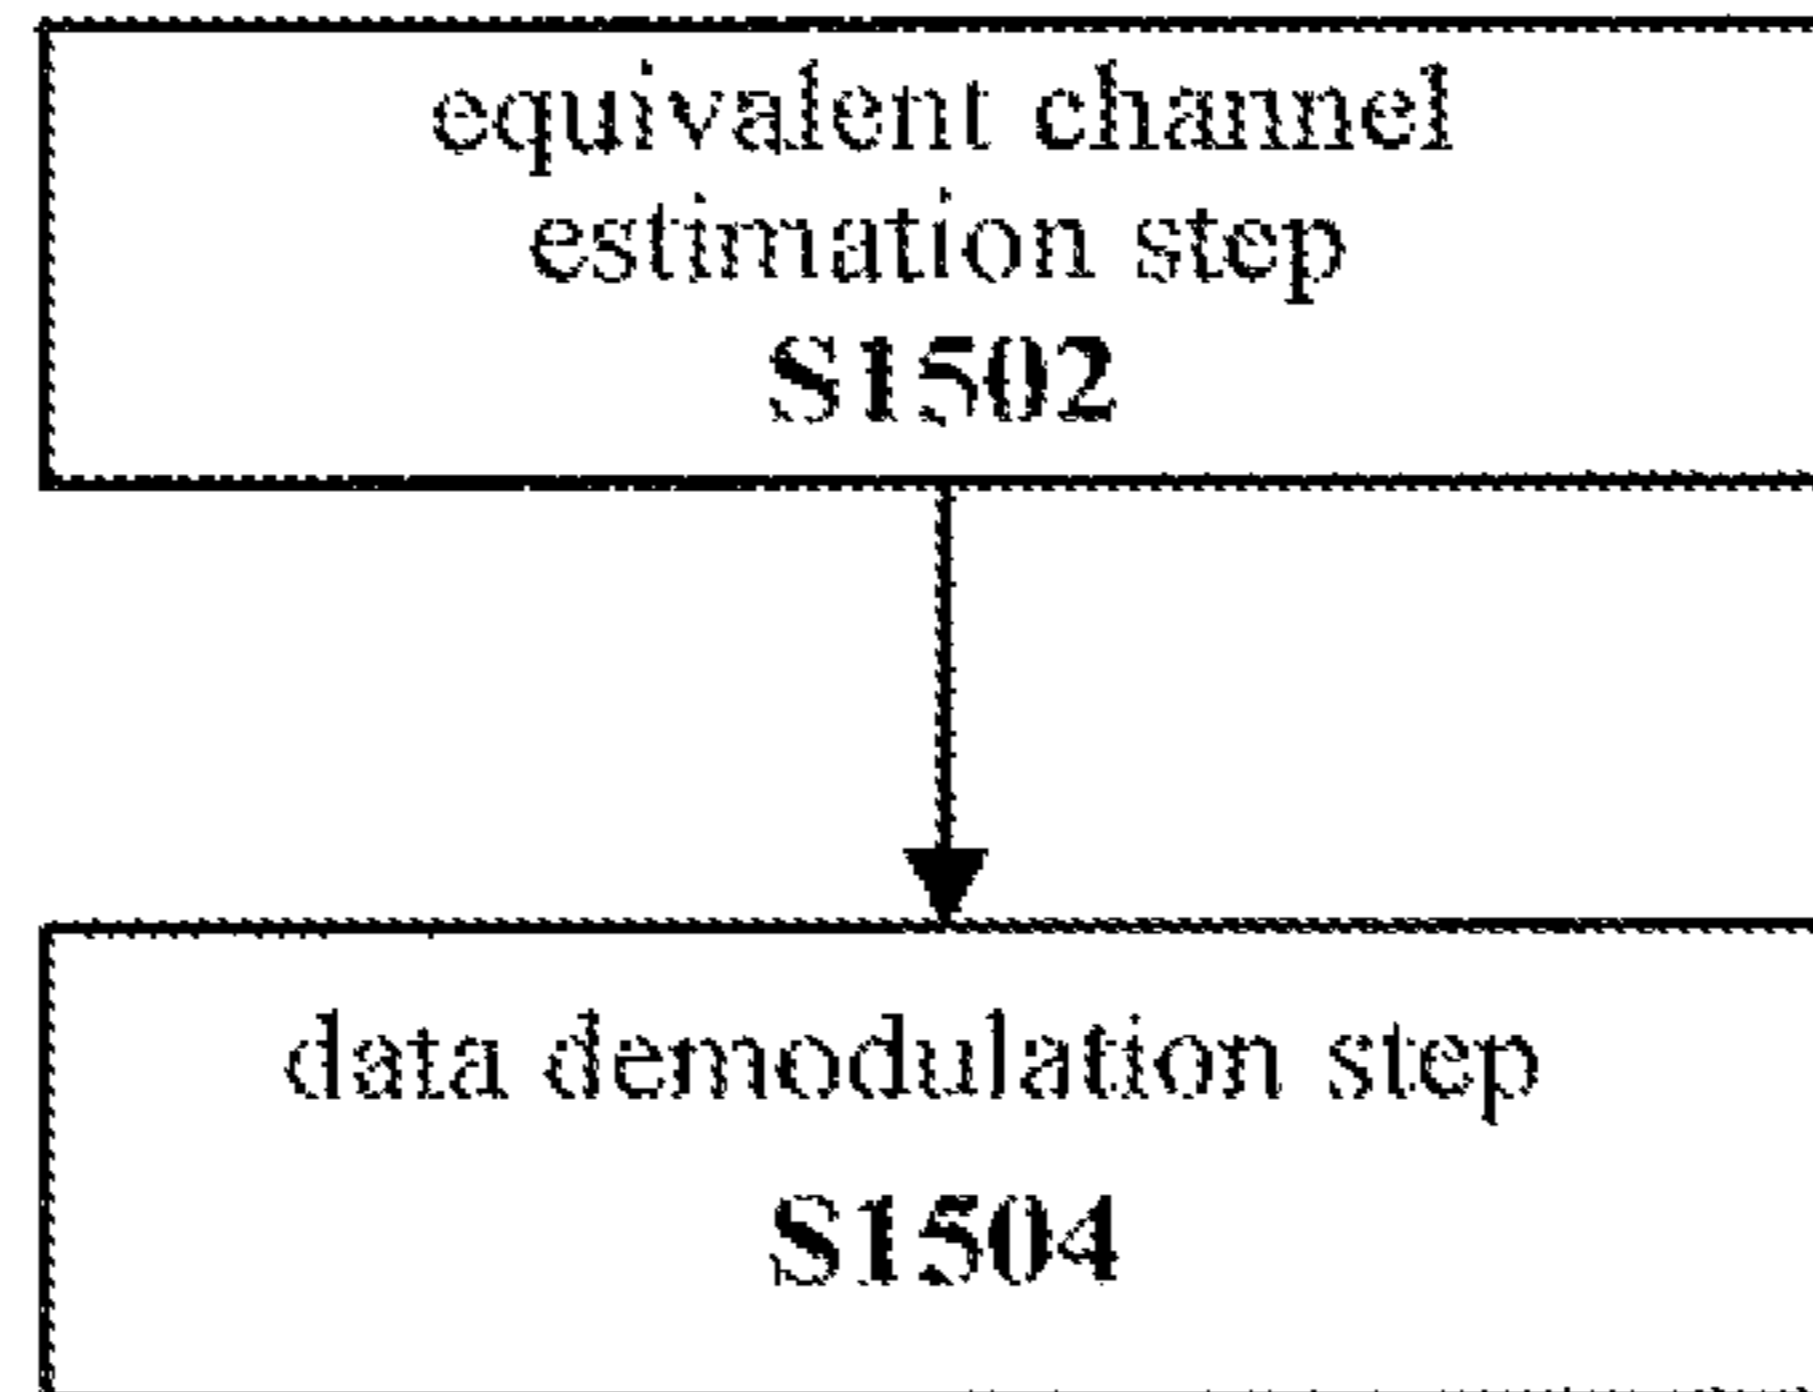 equivalent channel
estimation step
S1502
data demodulation step
S1504